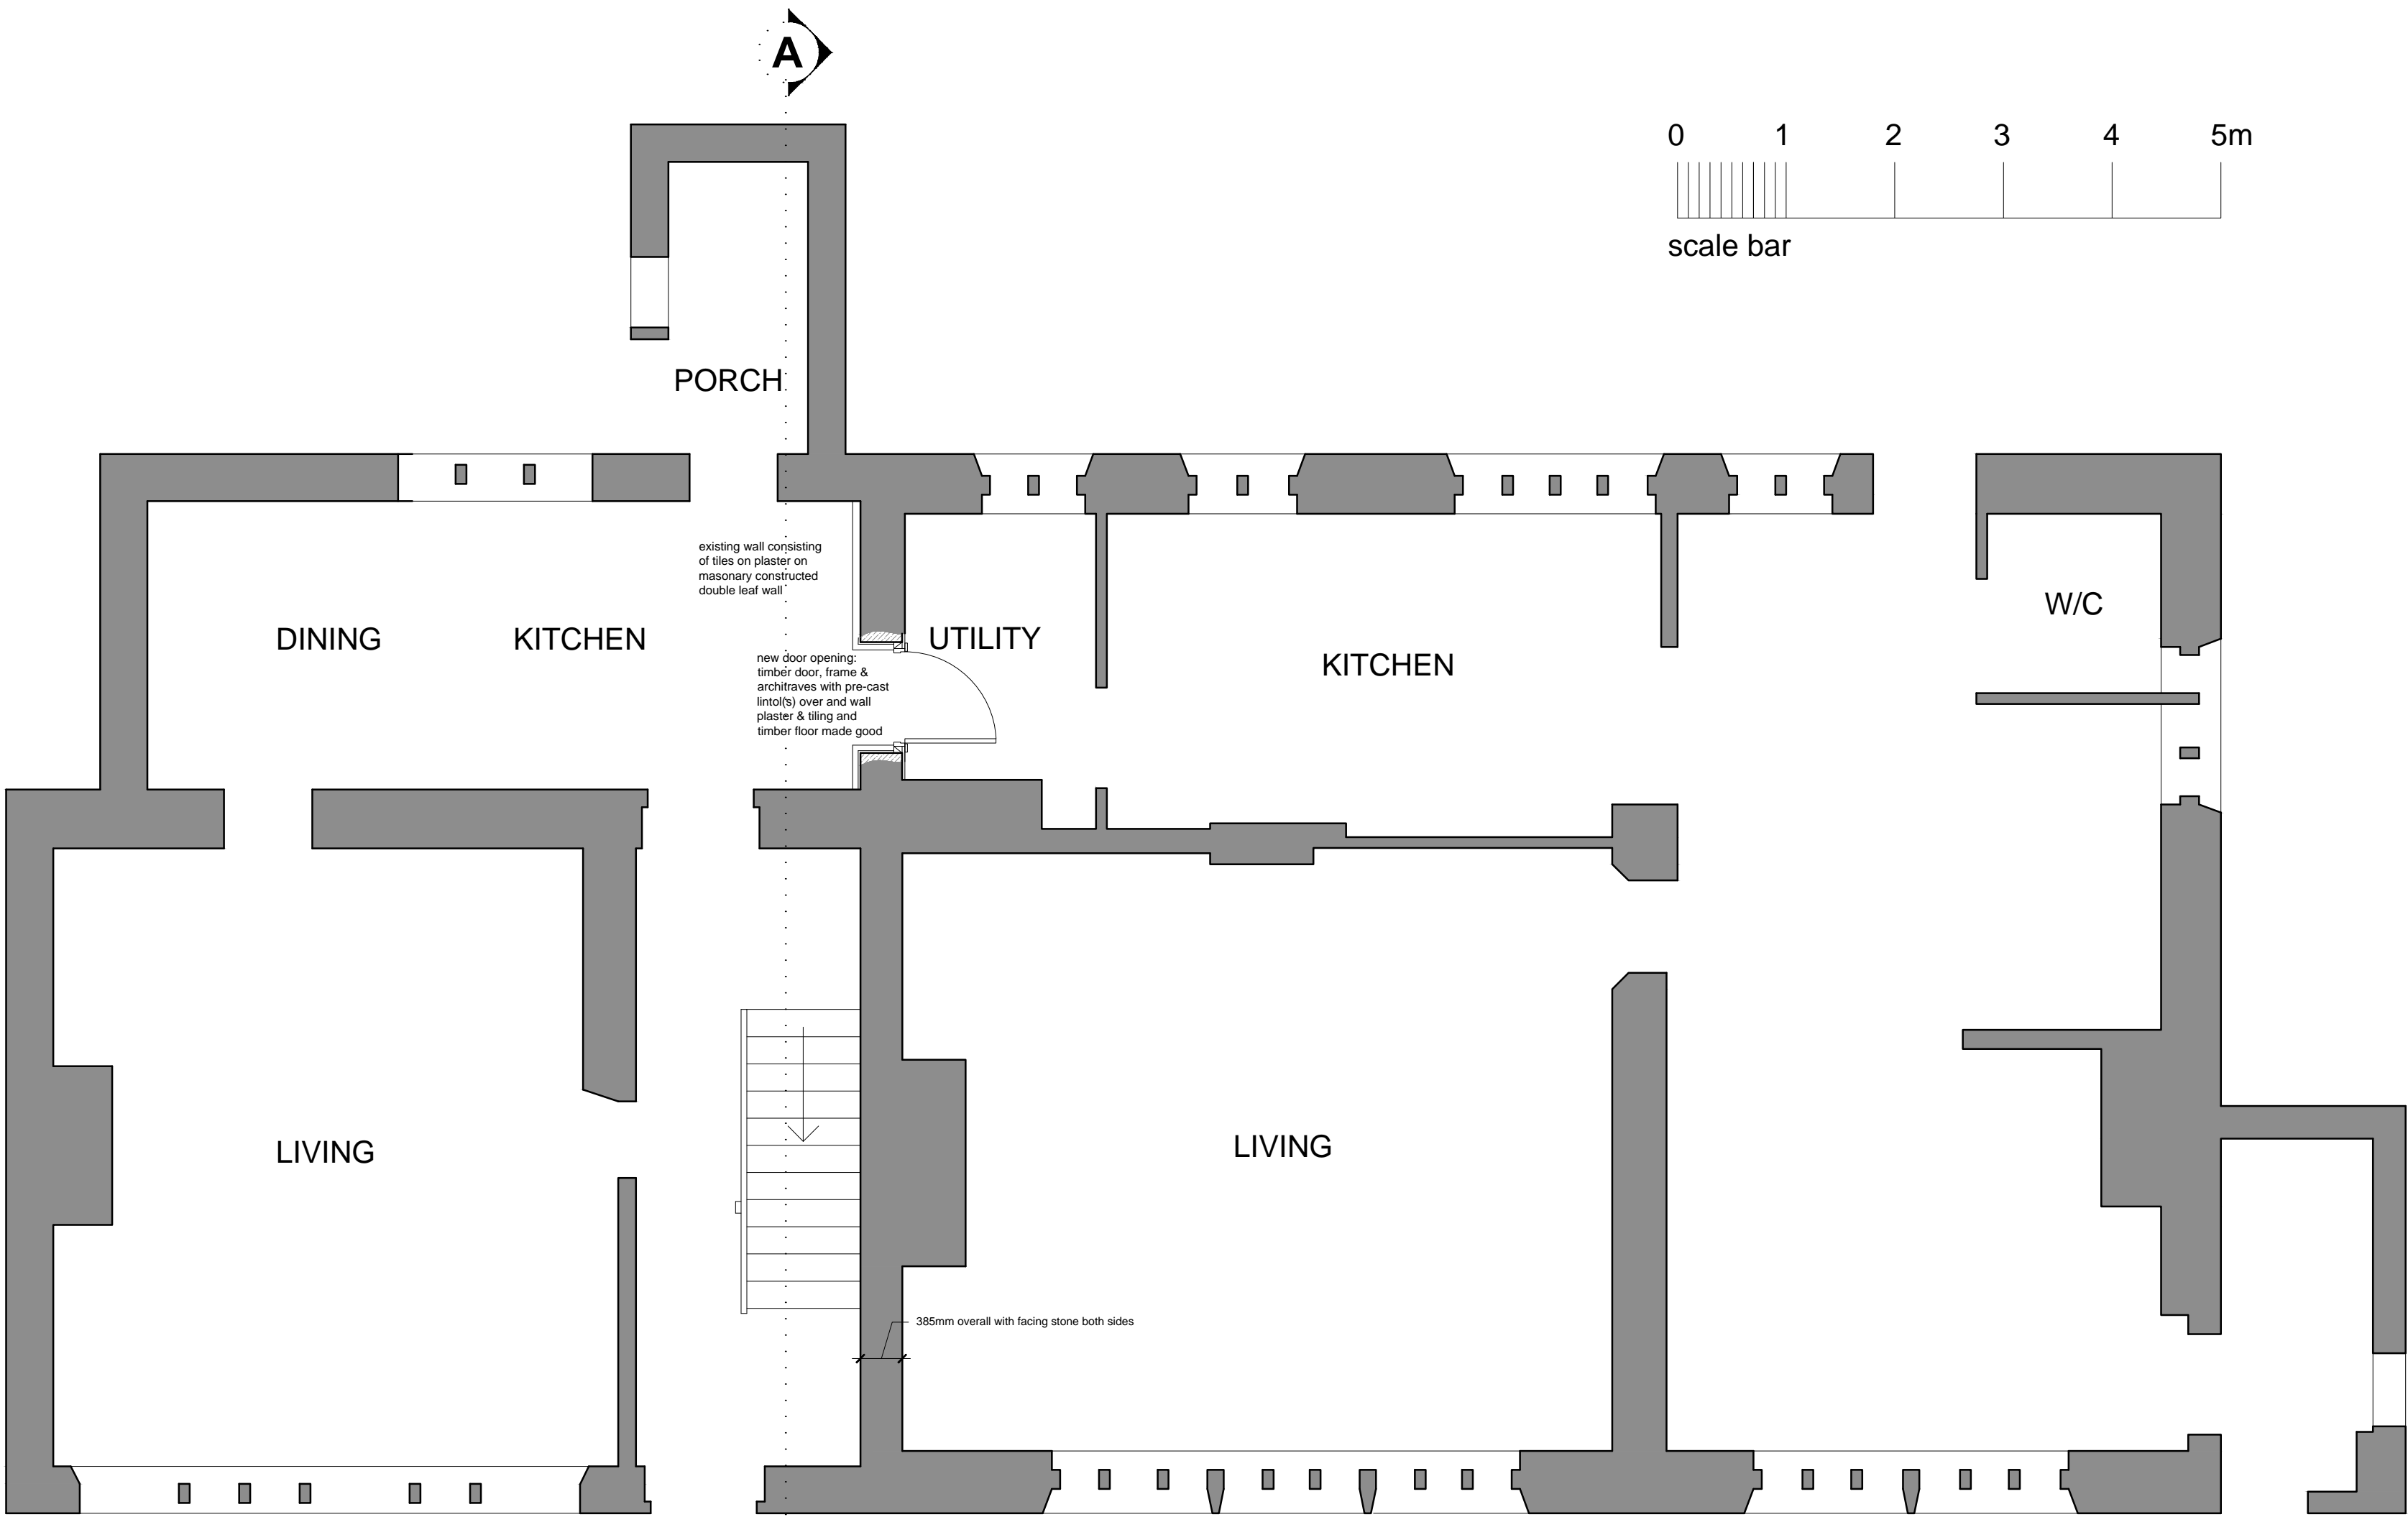 A
0 1 2 3 4 5m
scale bar
PORCH
existing wall consisting
of tiles on plaster on
masonary constructed
double leaf wall
W/C
DINING
KITCHEN
UTILITY
KITCHEN
new door opening:
timber door, frame &
architraves with pre-cast
lintol(s) over and wall
plaster & tiling and
timber floor made good
LIVING
LIVING
385mm overall with facing stone both sides